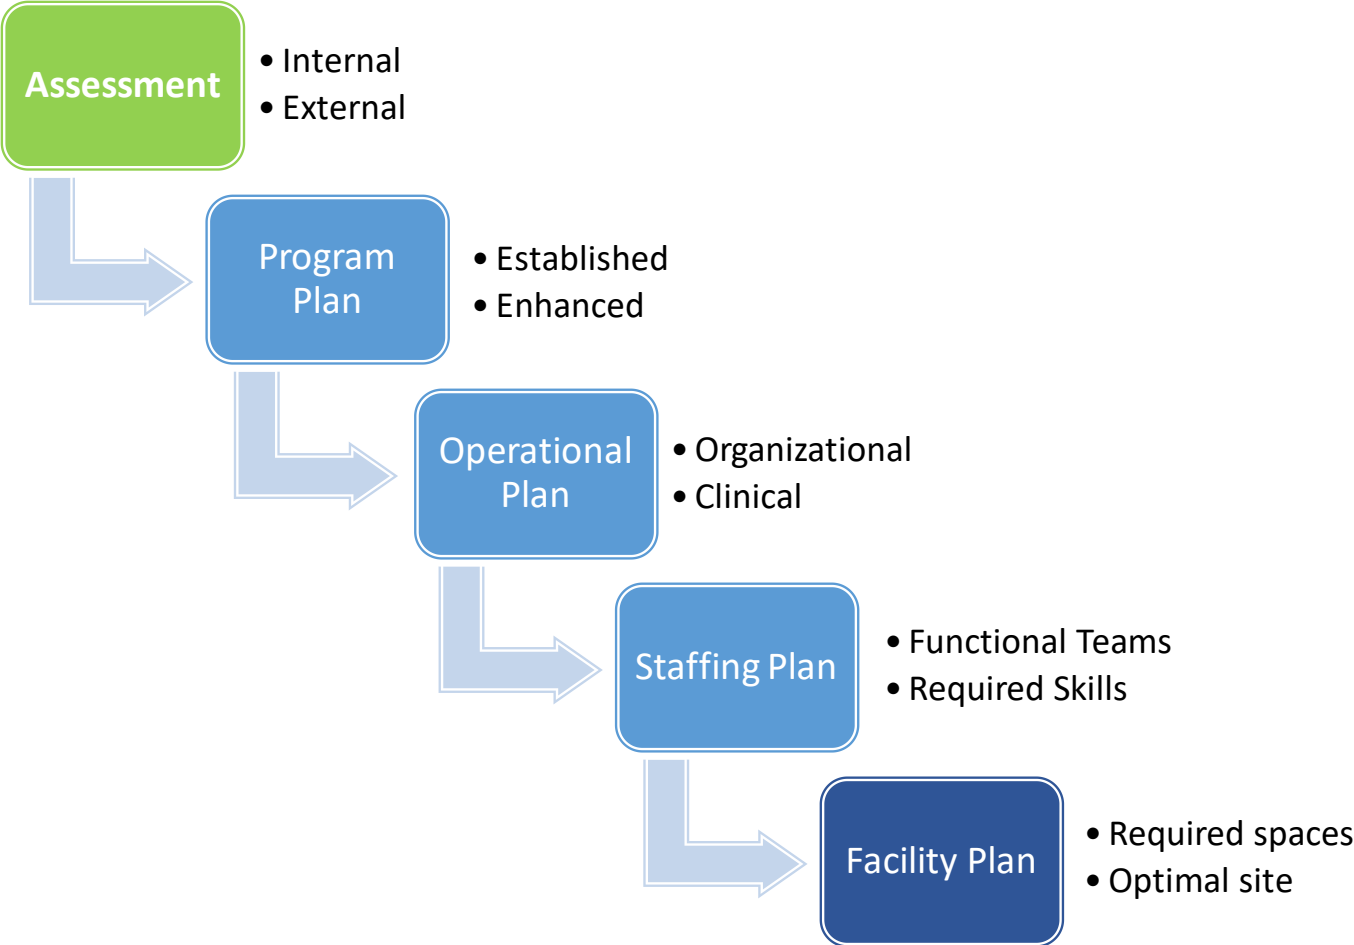 Assessment
• Internal
• External
Program
Plan
• Established
• Enhanced
Operational
Plan
• Organizational
• Clinical
Staffing Plan
• Functional Teams
• Required Skills
Facility Plan
• Required spaces
• Optimal site